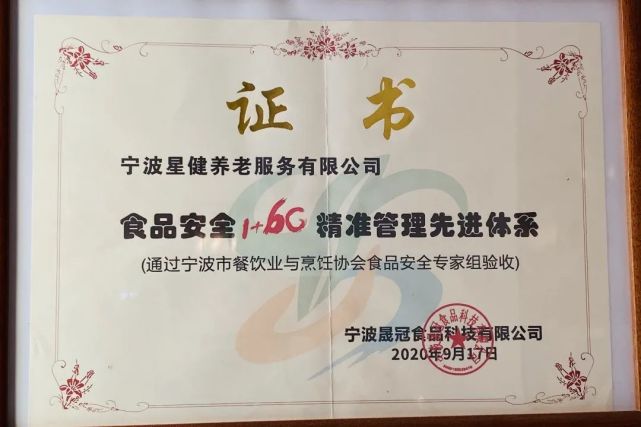 证 书
宁波星健养老服务有限公司
食品安全1+6G精准管理先进体系
(通过宁波市餐饮业与烹饪协会食品安全专家组验收)
宁波晟冠食品科技有限公司
2020年9月17日